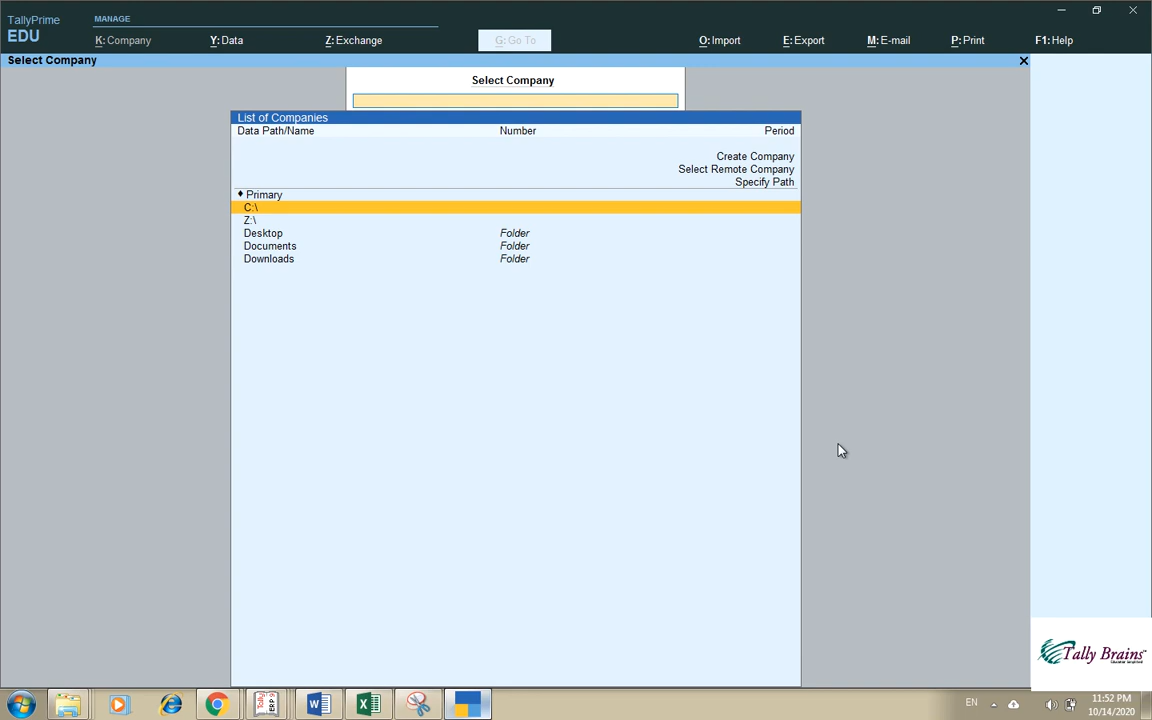 TallyPrime
EDU
MANAGE
K:Company
Y:Data
Z:Exchange
G:Go To
O:Import
E:Export
M:E-mail
P:Print
F1:Help
Select Company
Select Company
List of Companies
Data Path/Name Number Period
Create Company
Select Remote Company
Specify Path
Primary
C:\
Z:\
Desktop Folder
Documents Folder
Downloads Folder
Tally Brains
Tally
ERP
EN
11:52 PM
10/14/2020